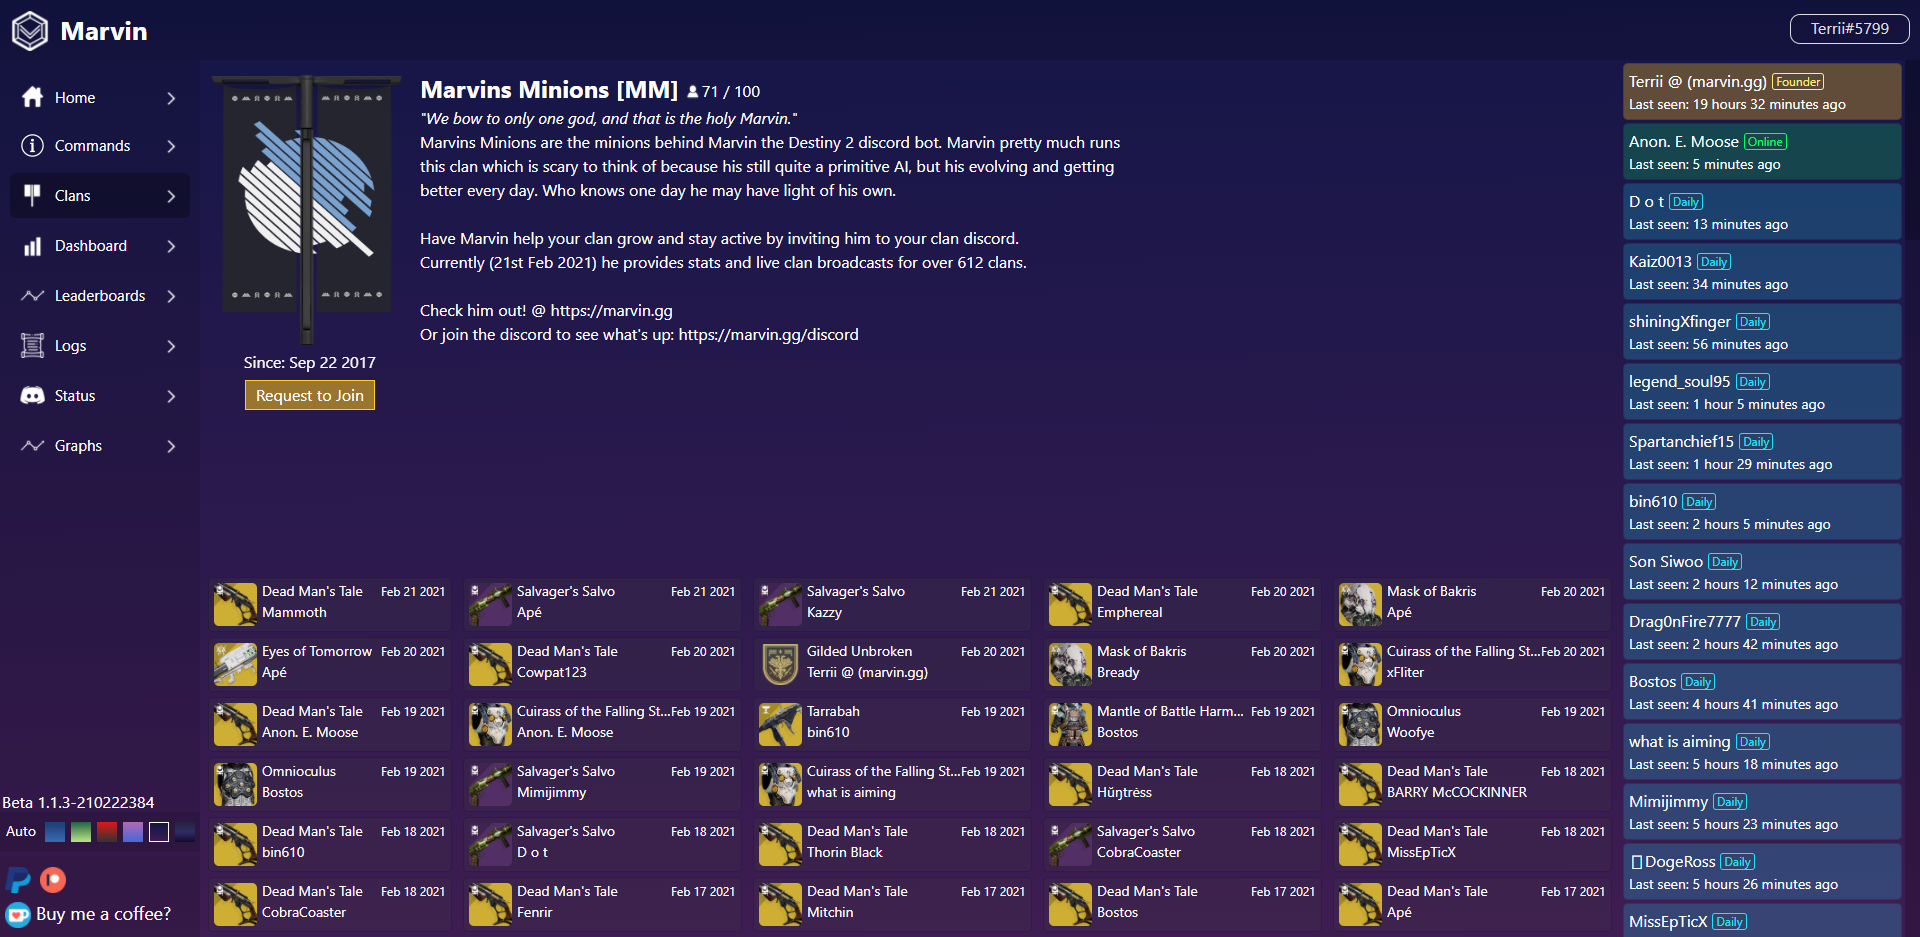 Marvin
Terrii#5799
Home
Commands
Clans
Dashboard
Leaderboards
Logs
Status
Graphs
Beta 1.1.3-210222384
Auto
Buy me a coffee?
Since: Sep 22 2017
Request to Join
Marvins Minions [MM] 71 / 100
"We bow to only one god, and that is the holy Marvin."
Marvins Minions are the minions behind Marvin the Destiny 2 discord bot. Marvin pretty much runs
this clan which is scary to think of because his still quite a primitive AI, but his evolving and getting
better every day. Who knows one day he may have light of his own.
Have Marvin help your clan grow and stay active by inviting him to your clan discord.
Currently (21st Feb 2021) he provides stats and live clan broadcasts for over 612 clans.
Check him out! @ https://marvin.gg
Or join the discord to see what's up: https://marvin.gg/discord
Dead Man's Tale Feb 21 2021
Mammoth
Salvager's Salvo Feb 21 2021
Apé
Salvager's Salvo Feb 21 2021
Kazzy
Dead Man's Tale Feb 20 2021
Emphereal
Mask of Bakris Feb 20 2021
Apé
Eyes of Tomorrow Feb 20 2021
Apé
Dead Man's Tale Feb 20 2021
Cowpat123
Gilded Unbroken Feb 20 2021
Terrii @ (marvin.gg)
Mask of Bakris Feb 20 2021
Bready
Cuirass of the Falling St... Feb 20 2021
xFliter
Dead Man's Tale Feb 19 2021
Anon. E. Moose
Cuirass of the Falling St... Feb 19 2021
Anon. E. Moose
Tarrabah Feb 19 2021
bin610
Mantle of Battle Harm... Feb 19 2021
Bostos
Omnioculus Feb 19 2021
Woofye
Omnioculus Feb 19 2021
Bostos
Salvager's Salvo Feb 19 2021
Mimijimmy
Cuirass of the Falling St... Feb 19 2021
what is aiming
Dead Man's Tale Feb 18 2021
Hüŋtrėss
Dead Man's Tale Feb 18 2021
BARRY McCOCKINNER
Dead Man's Tale Feb 18 2021
bin610
Salvager's Salvo Feb 18 2021
D o t
Dead Man's Tale Feb 18 2021
Thorin Black
Salvager's Salvo Feb 18 2021
CobraCoaster
Dead Man's Tale Feb 18 2021
MissEpTicX
Dead Man's Tale Feb 18 2021
CobraCoaster
Dead Man's Tale Feb 17 2021
Fenrir
Dead Man's Tale Feb 17 2021
Mitchin
Dead Man's Tale Feb 17 2021
Bostos
Dead Man's Tale Feb 17 2021
Apé
Terrii @ (marvin.gg) Founder
Last seen: 19 hours 32 minutes ago
Anon. E. Moose Online
Last seen: 5 minutes ago
D o t Daily
Last seen: 13 minutes ago
Kaiz0013 Daily
Last seen: 34 minutes ago
shiningXfinger Daily
Last seen: 56 minutes ago
legend_soul95 Daily
Last seen: 1 hour 5 minutes ago
Spartanchief15 Daily
Last seen: 1 hour 29 minutes ago
bin610 Daily
Last seen: 2 hours 5 minutes ago
Son Siwoo Daily
Last seen: 2 hours 12 minutes ago
Drag0nFire7777 Daily
Last seen: 2 hours 42 minutes ago
Bostos Daily
Last seen: 4 hours 41 minutes ago
what is aiming Daily
Last seen: 5 hours 18 minutes ago
Mimijimmy Daily
Last seen: 5 hours 23 minutes ago
DogeRoss Daily
Last seen: 5 hours 26 minutes ago
MissEpTicX Daily